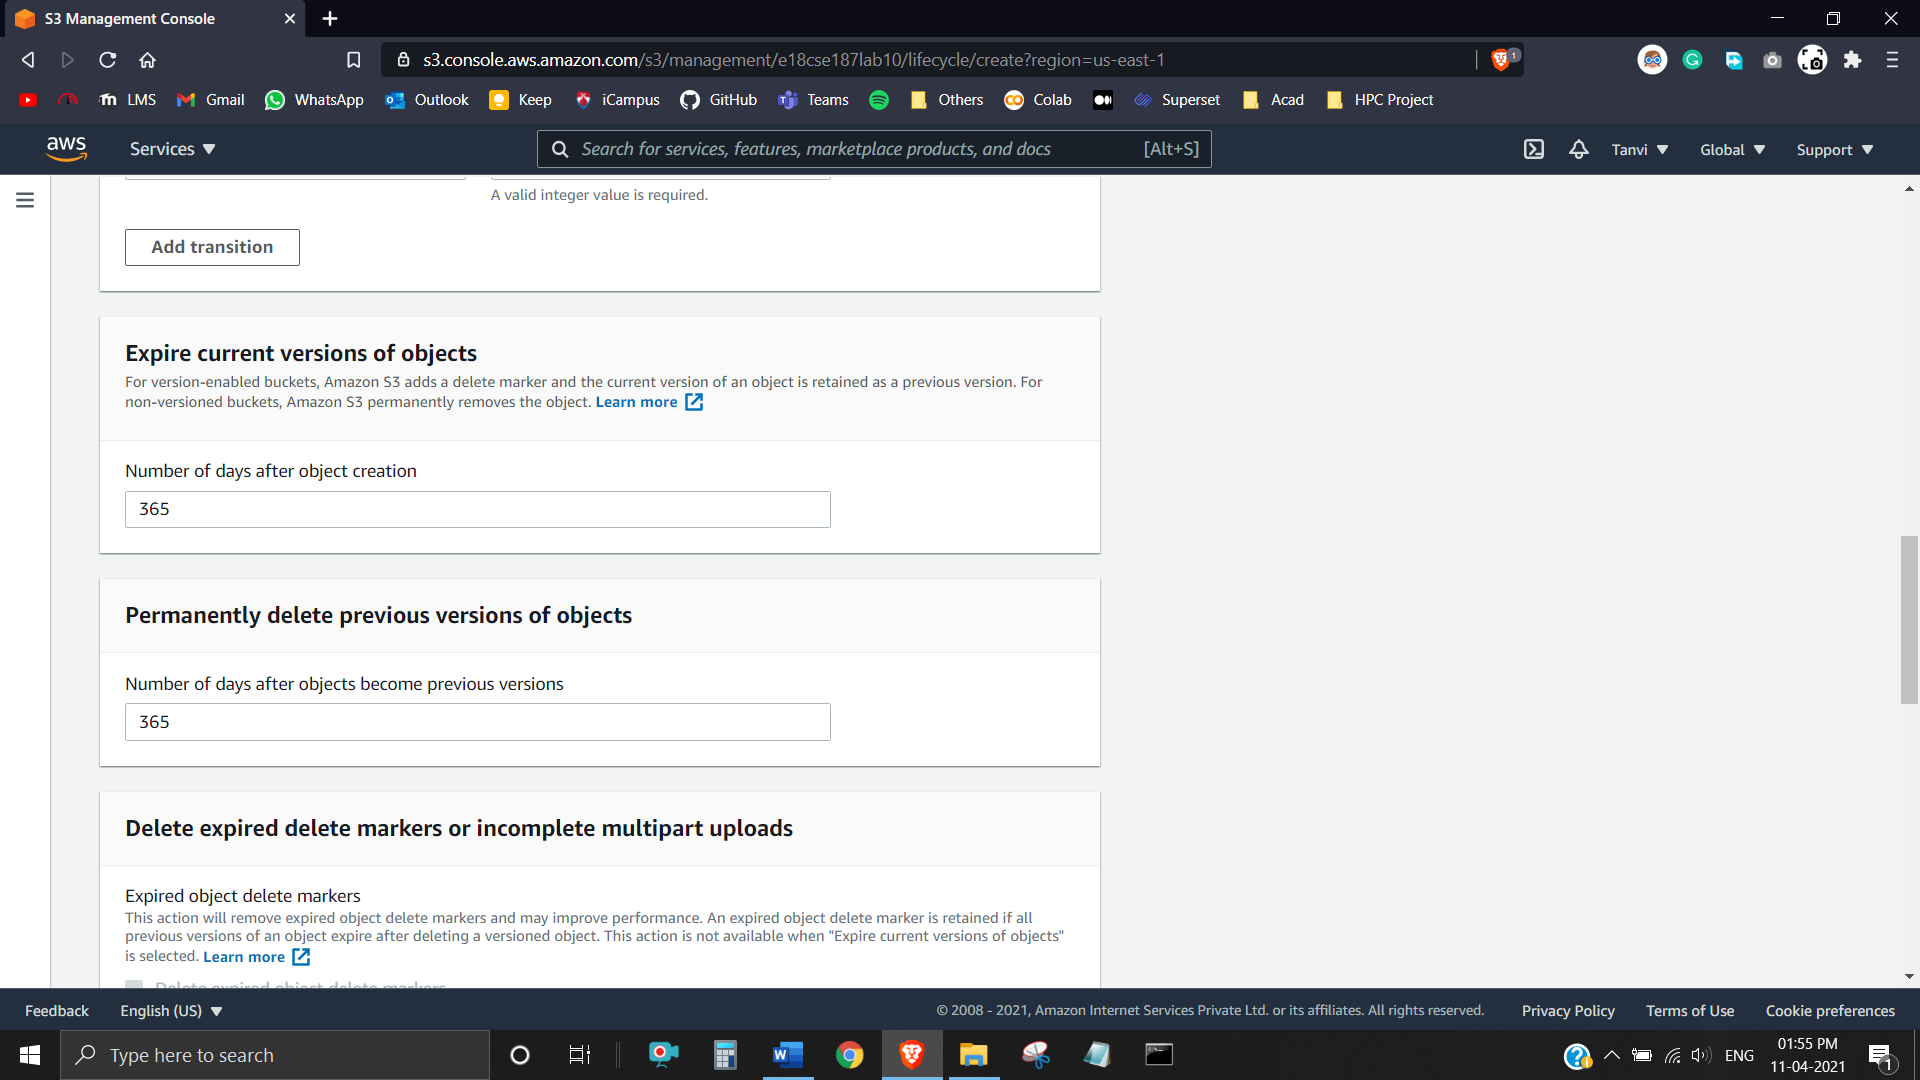 S3 Management Console
s3.console.aws.amazon.com/s3/management/e18cse187lab10/lifecycle/create?region=us-east-1
1
LMS Gmail WhatsApp Outlook Keep iCampus GitHub Teams Others Colab Superset Acad HPC Project
aws Services Search for services, features, marketplace products, and docs [Alt+S] Tanvi Global Support
A valid integer value is required.
Add transition
Expire current versions of objects
For version-enabled buckets, Amazon S3 adds a delete marker and the current version of an object is retained as a previous version. For
non-versioned buckets, Amazon S3 permanently removes the object. Learn more
Number of days after object creation
365
Permanently delete previous versions of objects
Number of days after objects become previous versions
365
Delete expired delete markers or incomplete multipart uploads
Expired object delete markers
This action will remove expired object delete markers and may improve performance. An expired object delete marker is retained if all
previous versions of an object expire after deleting a versioned object. This action is not available when "Expire current versions of objects"
is selected. Learn more
Delete expired object delete markers
Feedback English (US) © 2008 - 2021, Amazon Internet Services Private Ltd. or its affiliates. All rights reserved. Privacy Policy Terms of Use Cookie preferences
Type here to search
ENG
01:55 PM
11-04-2021
1